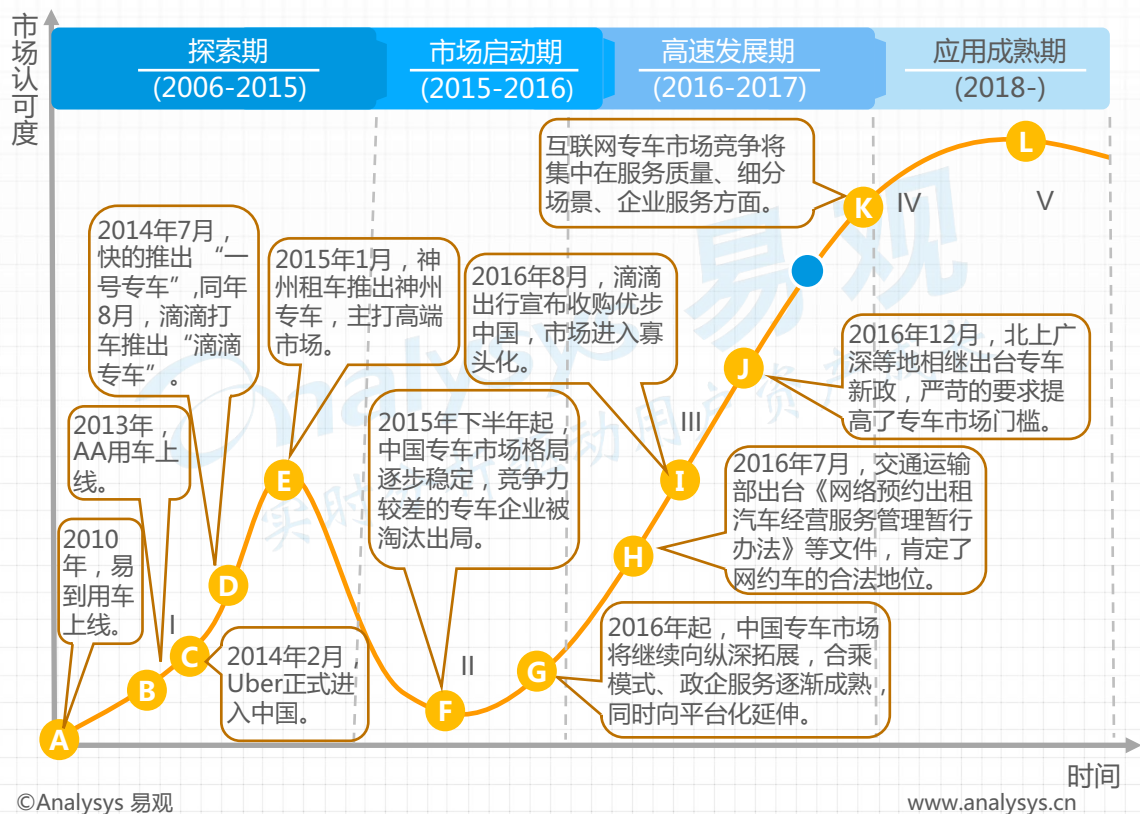 市场认可度
探索期
(2006-2015)
市场启动期
(2015-2016)
高速发展期
(2016-2017)
应用成熟期
(2018-)
互联网专车市场竞争将
集中在服务质量、细分
场景、企业服务方面。
L
K
IV
V
2014年7月，
快的推出 “一
号专车”,同年
8月，滴滴打
车推出“滴滴
专车”。
2015年1月，神
州租车推出神州
专车，主打高端
市场。
2016年8月，滴滴
出行宣布收购优步
中国，市场进入寡
头化。
2016年12月，北上广
深等地相继出台专车
新政，严苛的要求提
高了专车市场门槛。
J
III
2013年，
AA用车上
线。
2015年下半年起，
中国专车市场格局
逐步稳定，竞争力
较差的专车企业被
淘汰出局。
E
I
2016年7月，交通运输
部出台《网络预约出租
汽车经营服务管理暂行
办法》等文件，肯定了
网约车的合法地位。
H
2010
年，易
到用车
上线。
D
I
C
B
A
2014年2月，
Uber正式进
入中国。
II
F
G
2016年起，中国专车市场
将继续向纵深拓展，合乘
模式、政企服务逐渐成熟，
同时向平台化延伸。
时间
©Analysys 易观
www.analysys.cn
nalysys 易观